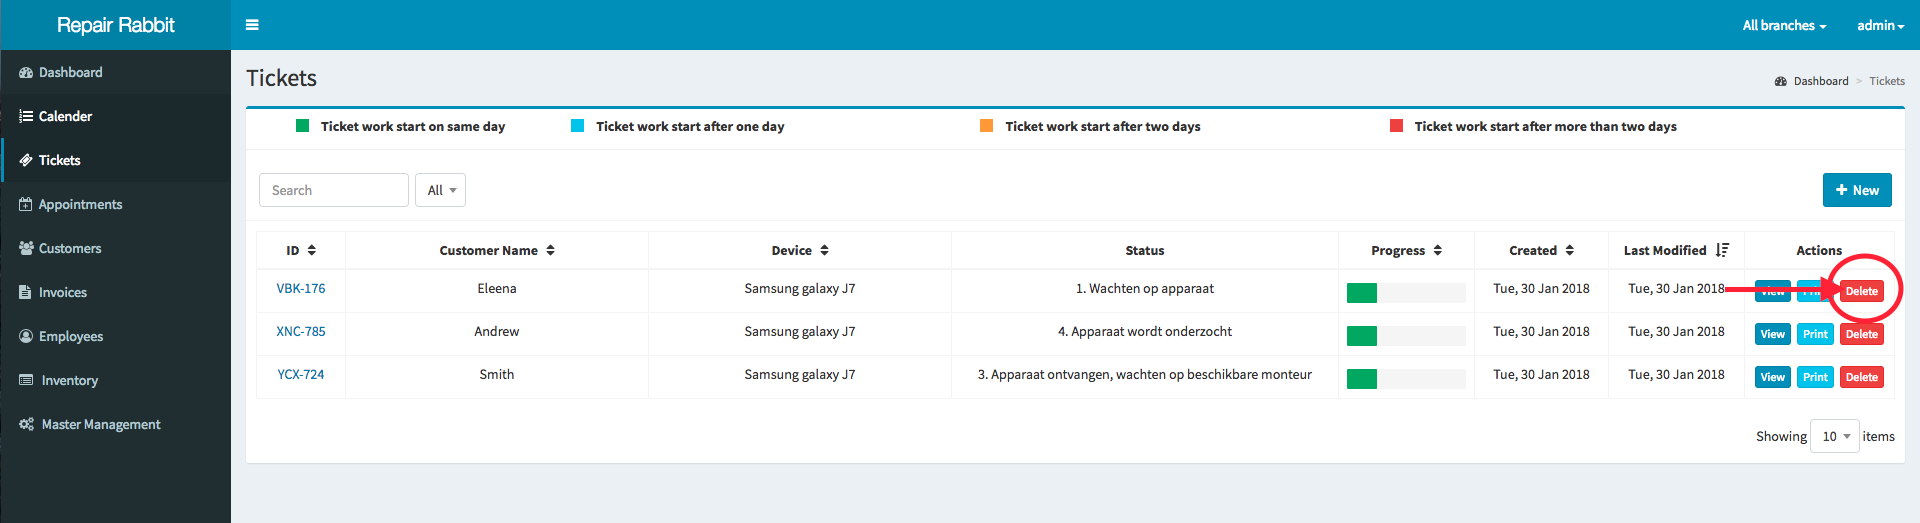 Repair Rabbit
All branches admin
Dashboard
Calender
Tickets
Appointments
Customers
Invoices
Employees
Inventory
Master Management
Tickets
Dashboard > Tickets
Ticket work start on same day Ticket work start after one day Ticket work start after two days Ticket work start after more than two days
Search All + New
ID Customer Name Device Status Progress Created Last Modified Actions
VBK-176 Eleena Samsung galaxy J7 1. Wachten op apparaat Tue, 30 Jan 2018 Tue, 30 Jan 2018 View Print Delete
XNC-785 Andrew Samsung galaxy J7 4. Apparaat wordt onderzocht Tue, 30 Jan 2018 Tue, 30 Jan 2018 View Print Delete
YCX-724 Smith Samsung galaxy J7 3. Apparaat ontvangen, wachten op beschikbare monteur Tue, 30 Jan 2018 Tue, 30 Jan 2018 View Print Delete
Showing 10 items